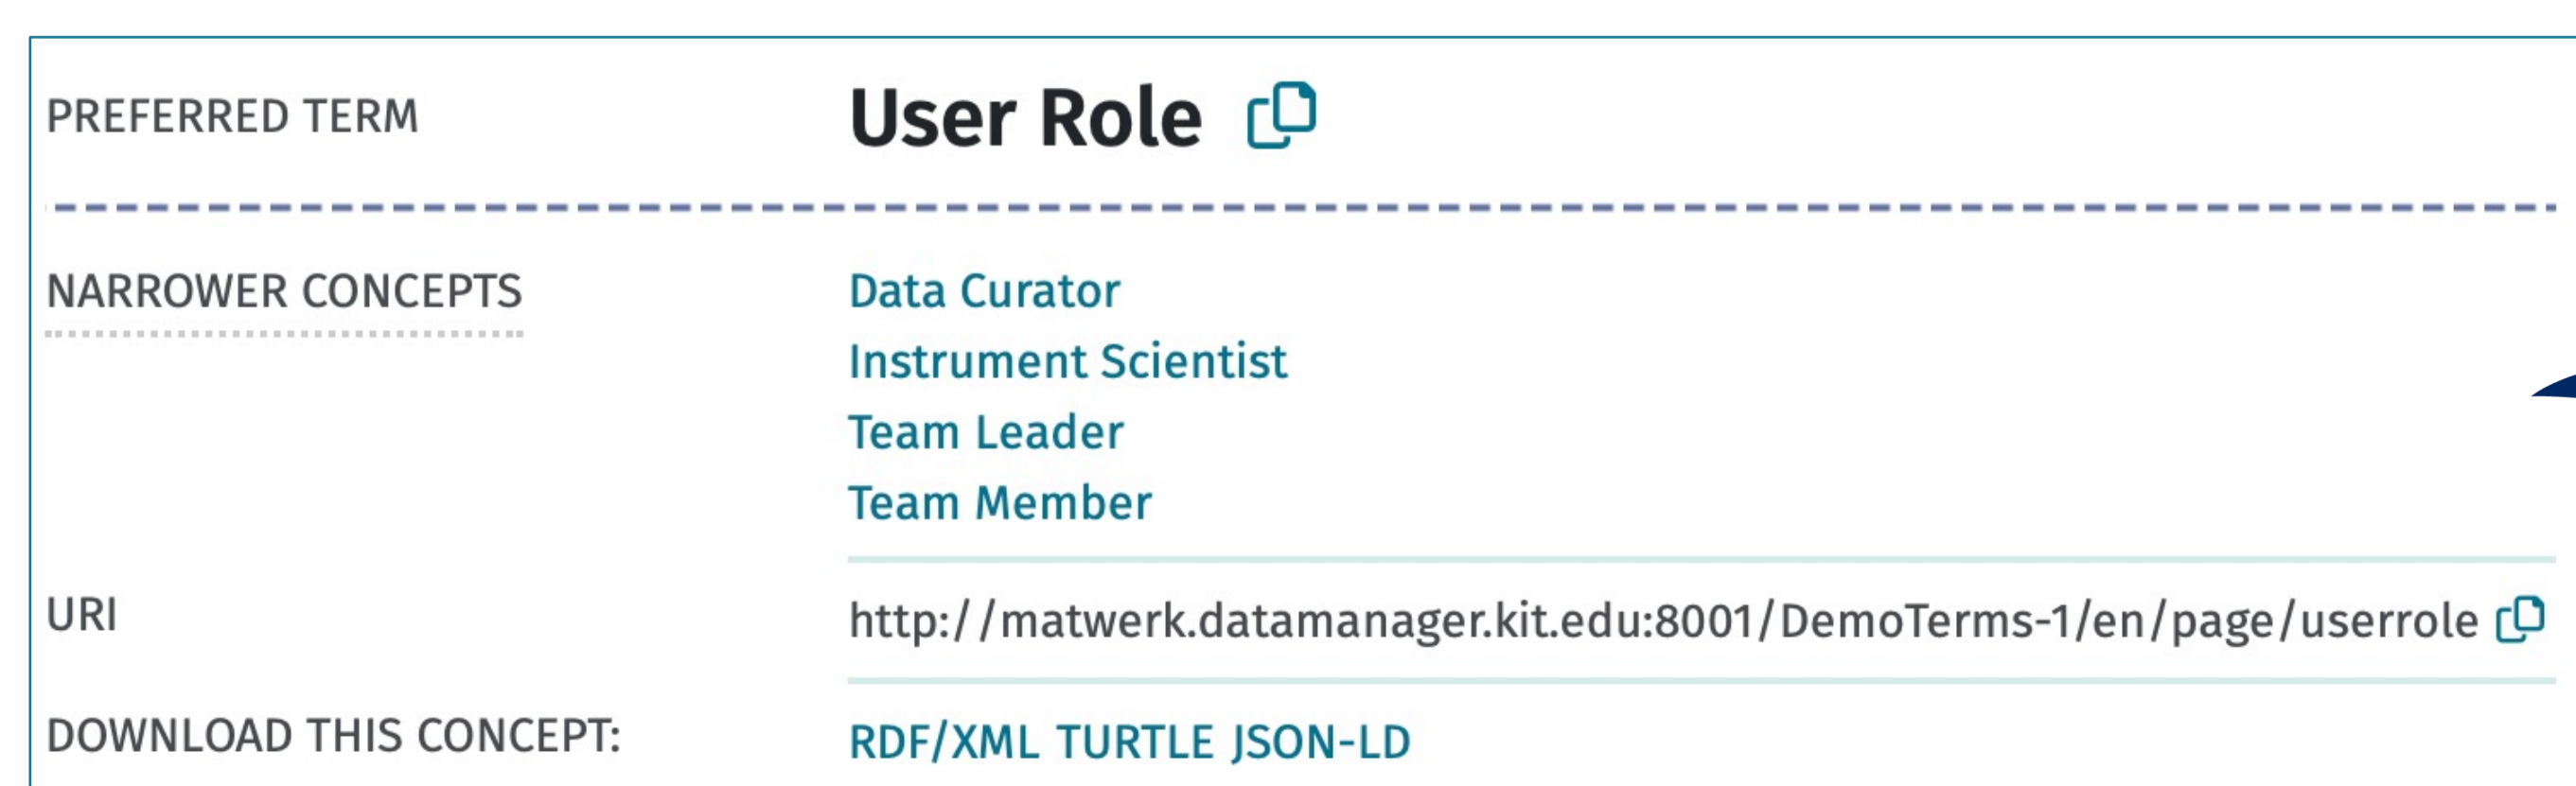 PREFERRED TERM User Role
NARROWER CONCEPTS Data Curator
Instrument Scientist
Team Leader
Team Member
URI http://matwerk.datamanager.kit.edu:8001/DemoTerms-1/en/page/userrole
DOWNLOAD THIS CONCEPT: RDF/XML TURTLE JSON-LD